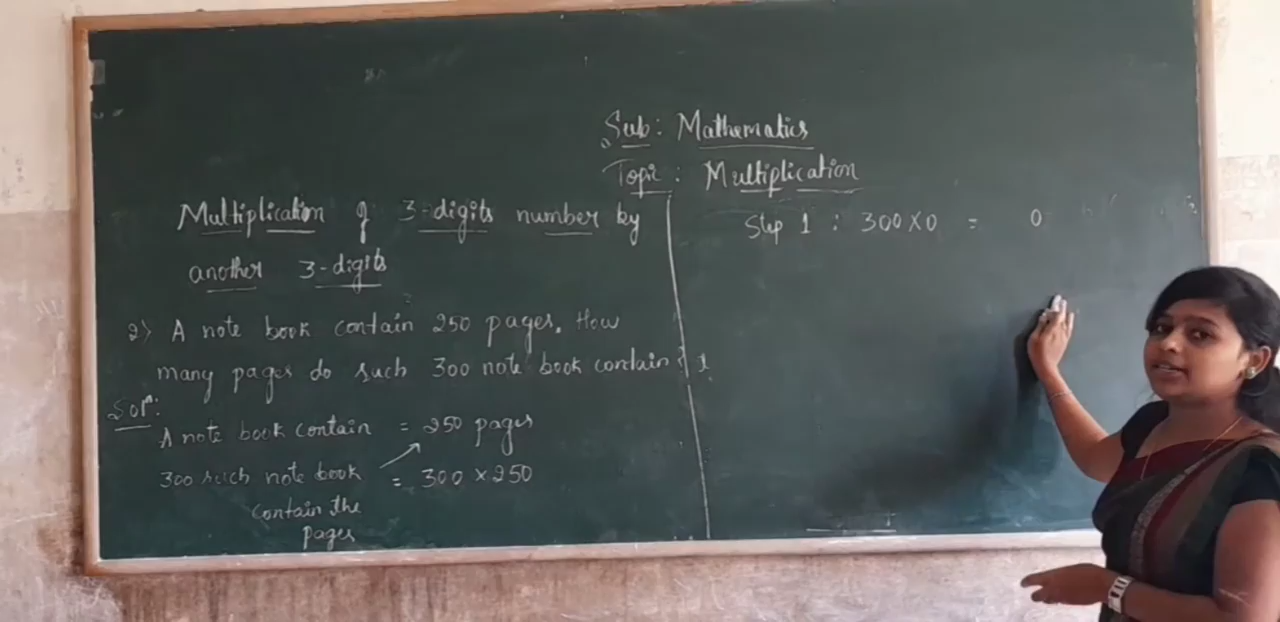 Sub: Mathematics
Topic: Multiplication
Multiplication of 3-digits number by
another 3-digits
2) A note book contain 250 pages. How
many pages do such 300 note book contain?
Soln:
A note book contain = 250 pages
300 such note book = 300 × 250
contain the
pages
Step 1 : 300 × 0 = 0